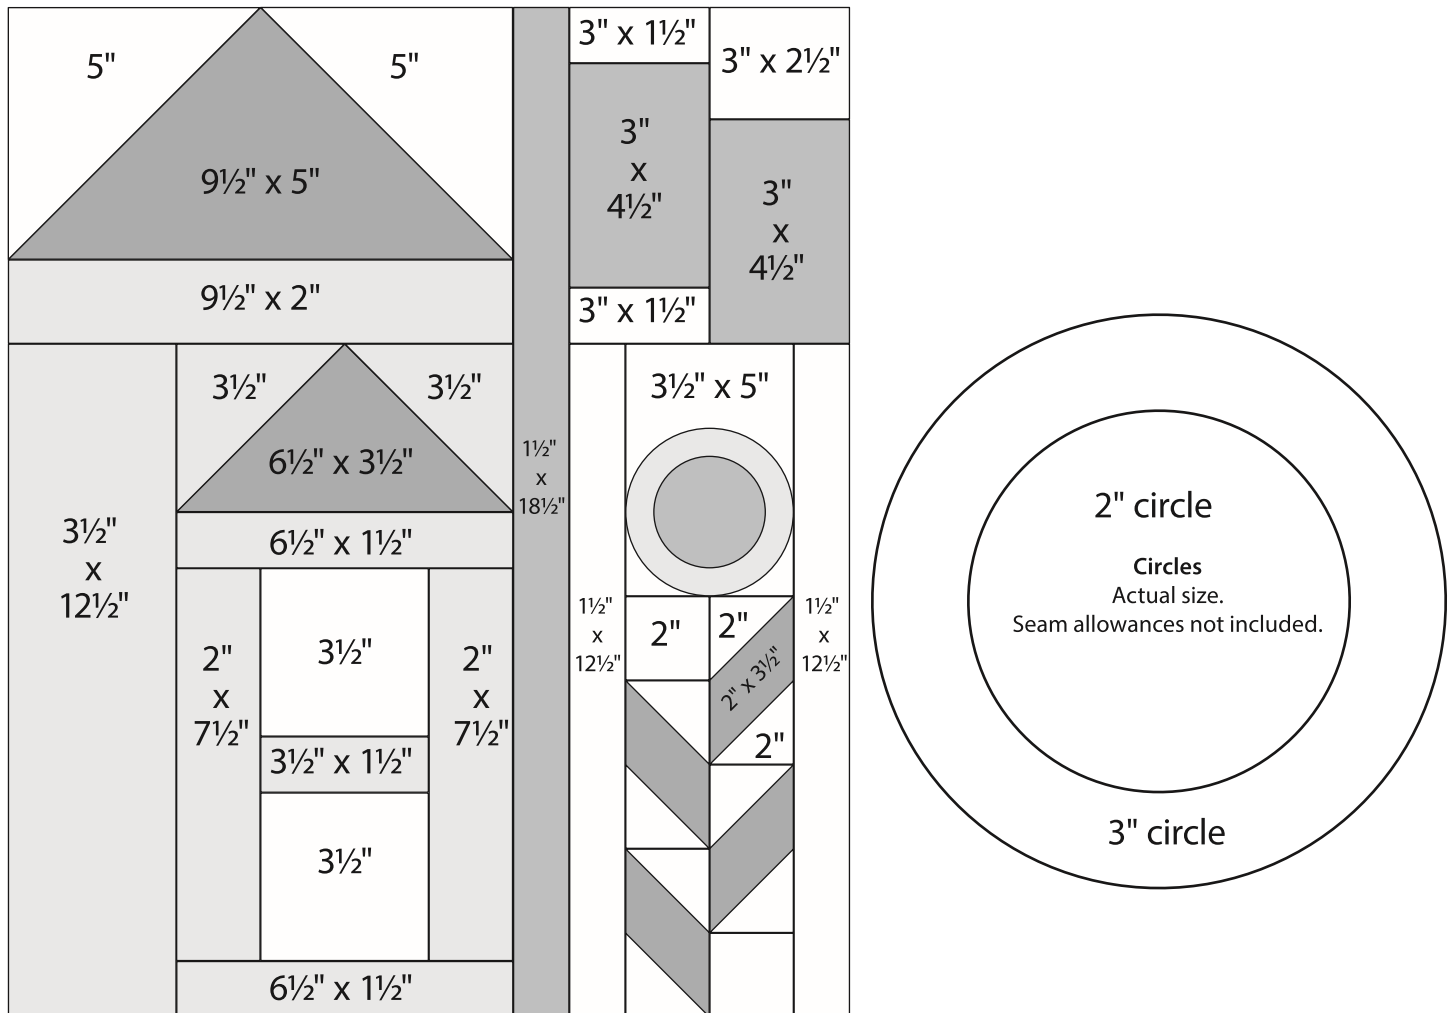 5"
5"
9½" x 5"
9½" x 2"
3½"
x
12½"
3½"
3½"
6½" x 3½"
6½" x 1½"
2"
x
7½"
3½"
3½" x 1½"
3½"
2"
x
7½"
6½" x 1½"
1½"
x
18½"
3" x 1½"
3"
x
4½"
3" x 1½"
3" x 2½"
3"
x
4½"
1½"
x
12½"
3½" x 5"
2"
2"
2" x 3½"
2"
1½"
x
12½"
2" circle
Circles
Actual size.
Seam allowances not included.
3" circle